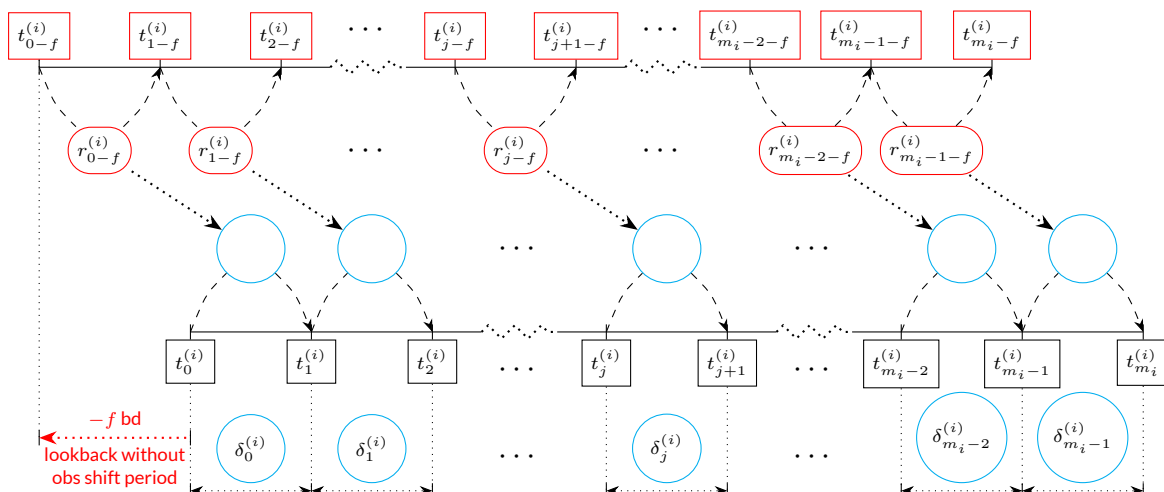 t_{0-f}^{(i)} t_{1-f}^{(i)} t_{2-f}^{(i)} ... t_{j-f}^{(i)} t_{j+1-f}^{(i)} ... t_{m_i-2-f}^{(i)} t_{m_i-1-f}^{(i)} t_{m_i-f}^{(i)}
r_{0-f}^{(i)} r_{1-f}^{(i)} ... r_{j-f}^{(i)} ... r_{m_i-2-f}^{(i)} r_{m_i-1-f}^{(i)}
... ...
t_0^{(i)} t_1^{(i)} t_2^{(i)} ... t_j^{(i)} t_{j+1}^{(i)} ... t_{m_i-2}^{(i)} t_{m_i-1}^{(i)} t_{m_i}^{(i)}
−f bd
lookback without
obs shift period
δ_0^{(i)} δ_1^{(i)} ... δ_j^{(i)} ... δ_{m_i-2}^{(i)} δ_{m_i-1}^{(i)}